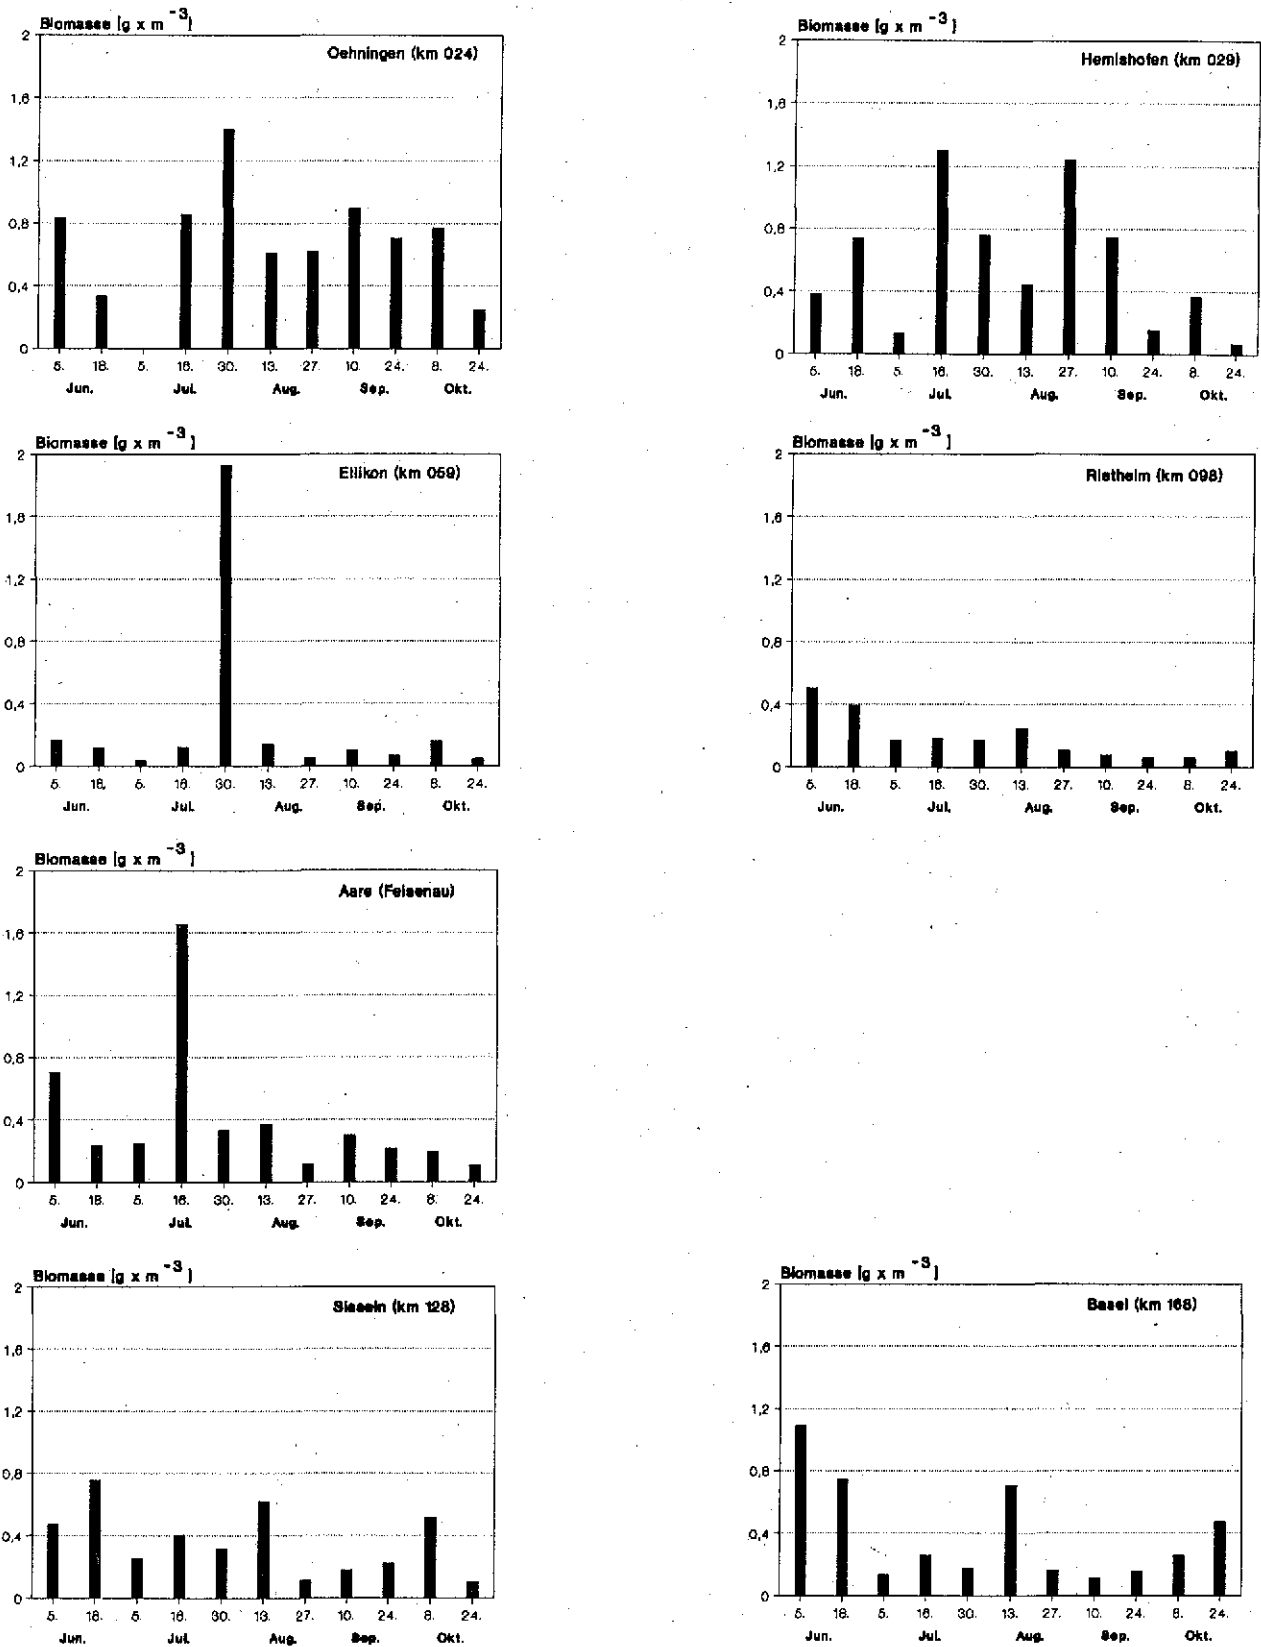 Biomasse [g x m -3]
Oehningen (km 024)
2
1,6
1,2
0,8
0,4
0
5. 18. 5. 16. 30. 13. 27. 10. 24. 8. 24.
Jun. Jul. Aug. Sep. Okt.
Biomasse [g x m -3]
Hemishofen (km 029)
2
1,6
1,2
0,8
0,4
0
5. 18. 5. 16. 30. 13. 27. 10. 24. 8. 24.
Jun. Jul. Aug. Sep. Okt.
Biomasse [g x m -3]
Ellikon (km 059)
2
1,6
1,2
0,8
0,4
0
5. 18. 5. 16. 30. 13. 27. 10. 24. 8. 24.
Jun. Jul. Aug. Sep. Okt.
Biomasse [g x m -3]
Rietheim (km 098)
2
1,6
1,2
0,8
0,4
0
5. 18. 5. 16. 30. 13. 27. 10. 24. 8. 24.
Jun. Jul. Aug. Sep. Okt.
Biomasse [g x m -3]
Aare (Felsenau)
2
1,6
1,2
0,8
0,4
0
5. 18. 5. 16. 30. 13. 27. 10. 24. 8. 24.
Jun. Jul. Aug. Sep. Okt.
Biomasse [g x m -3]
Sisseln (km 128)
2
1,6
1,2
0,8
0,4
0
5. 18. 5. 16. 30. 13. 27. 10. 24. 8. 24.
Jun. Jul. Aug. Sep. Okt.
Biomasse [g x m -3]
Basel (km 168)
2
1,6
1,2
0,8
0,4
0
5. 18. 5. 16. 30. 13. 27. 10. 24. 8. 24.
Jun. Jul. Aug. Sep. Okt.